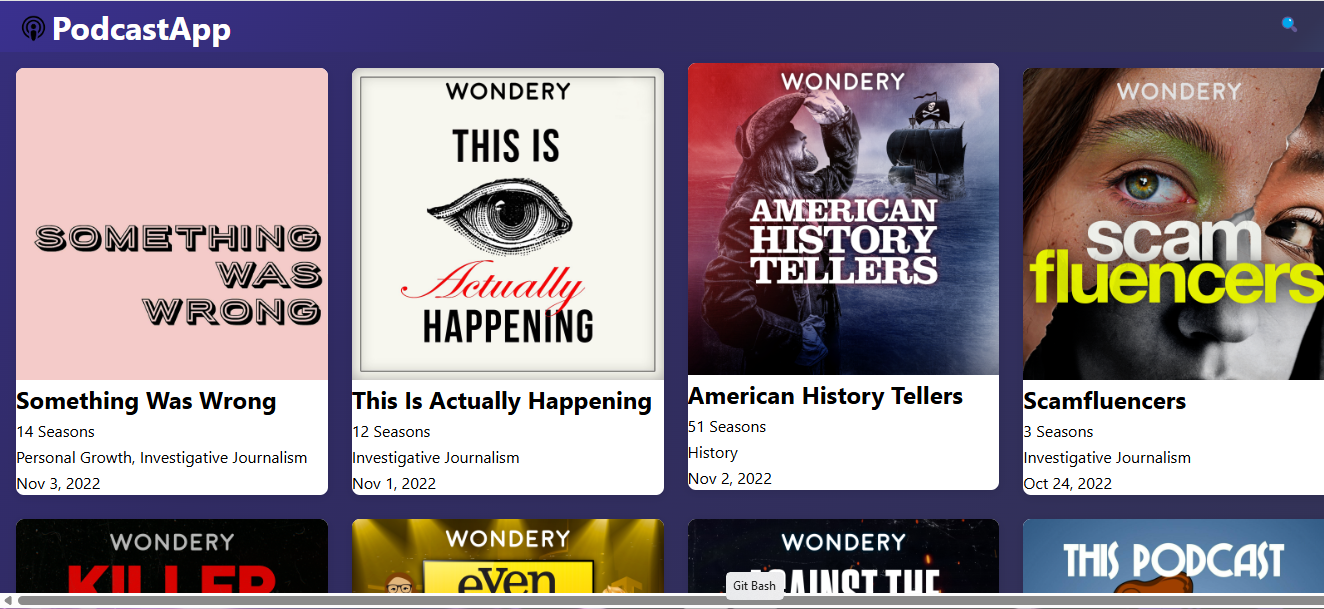 PodcastApp
SOMETHING
WAS
WRONG
Something Was Wrong
14 Seasons
Personal Growth, Investigative Journalism
Nov 3, 2022
WONDERY
THIS IS
Actually
HAPPENING
This Is Actually Happening
12 Seasons
Investigative Journalism
Nov 1, 2022
WONDERY
AMERICAN
HISTORY
TELLERS
American History Tellers
51 Seasons
History
Nov 2, 2022
WONDERY
scam
fluencers
Scamfluencers
3 Seasons
Investigative Journalism
Oct 24, 2022
WONDERY
KILLER
WONDERY
even
WONDERY
AGAINST THE
THIS PODCAST
Git Bash